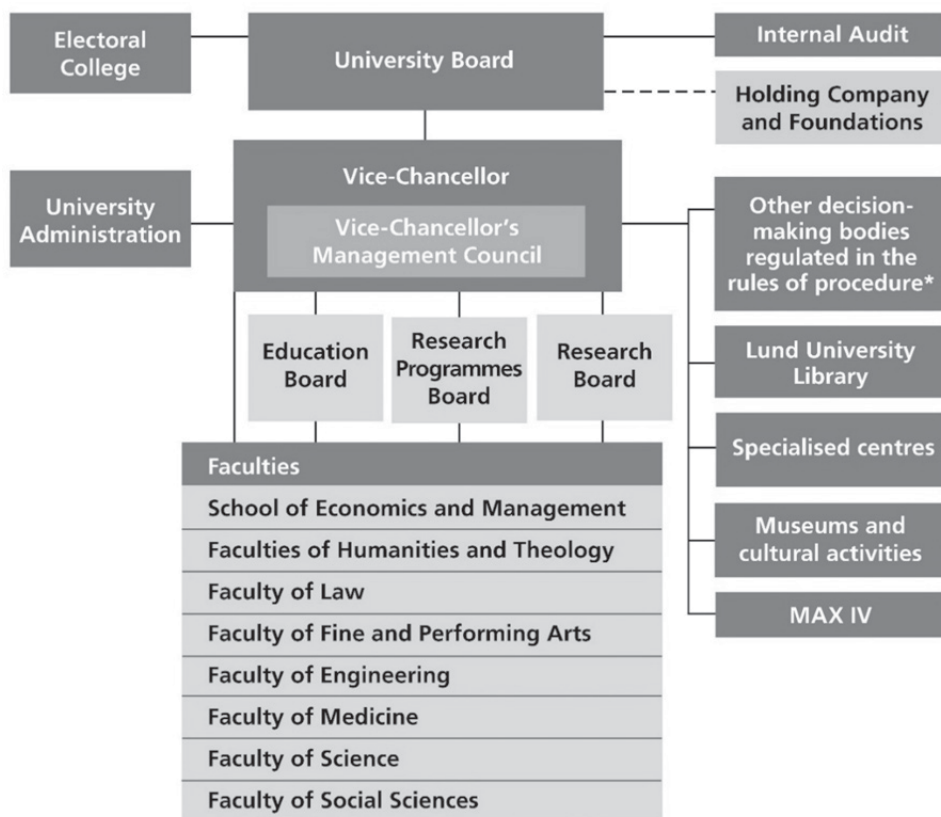 Electoral
College
University Board
Internal Audit
Holding Company
and Foundations
University
Administration
Vice-Chancellor
Vice-Chancellor's
Management Council
Other decision-
making bodies
regulated in the
rules of procedure*
Education
Board
Research
Programmes
Board
Research
Board
Lund University
Library
Specialised centres
Museums and
cultural activities
MAX IV
Faculties
School of Economics and Management
Faculties of Humanities and Theology
Faculty of Law
Faculty of Fine and Performing Arts
Faculty of Engineering
Faculty of Medicine
Faculty of Science
Faculty of Social Sciences